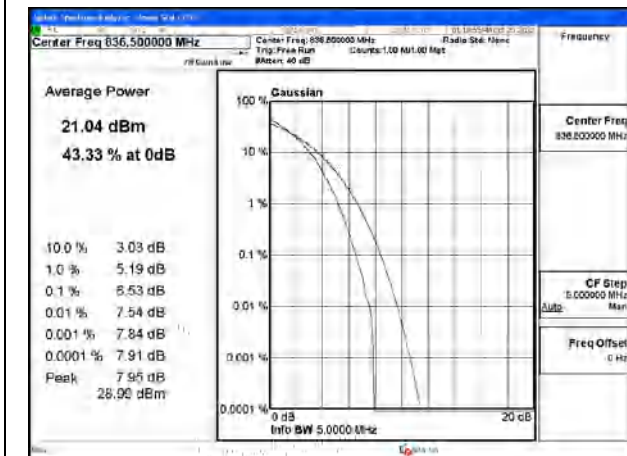 Center Freq 836.500000 MHz
Center Freq: 836.500000 MHz
Radio Std: None
Trig: Free Run
Counts:1.00 M/1.00 Mpt
#Atten: 40 dB
Frequency
Average Power
21.04 dBm
43.33 % at 0dB
10.0 % 3.03 dB
1.0 % 5.19 dB
0.1 % 6.53 dB
0.01 % 7.54 dB
0.001 % 7.84 dB
0.0001 % 7.91 dB
Peak 7.95 dB
28.99 dBm
Gaussian
100 %
10 %
1 %
0.1 %
0.01 %
0.001 %
0.0001 %
0 dB
20 dB
Info BW 5.0000 MHz
Center Freq
836.500000 MHz
CF Step
5.000000 MHz
Auto Man
Freq Offset
0 Hz